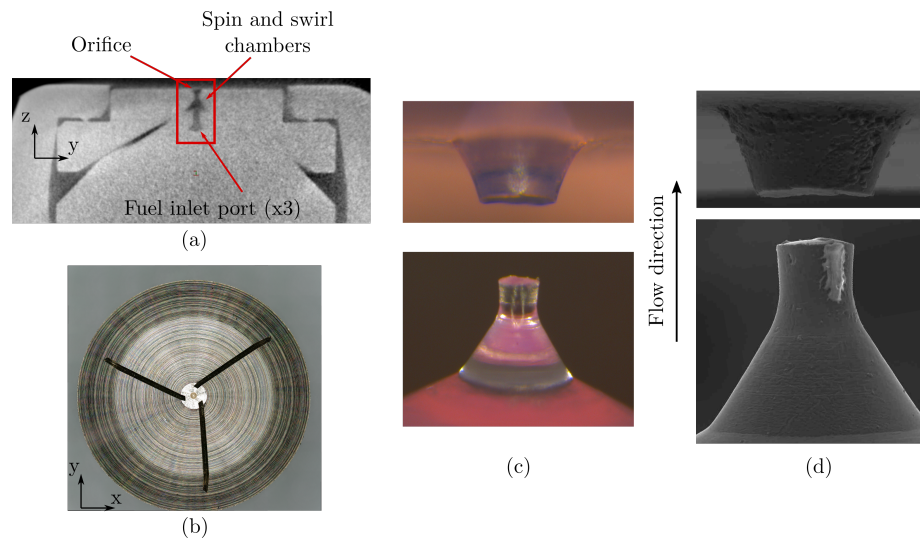 Spin and swirl
chambers
Orifice
z
y
Fuel inlet port (x3)
(a)
y
x
(b)
(c)
Flow direction
(d)